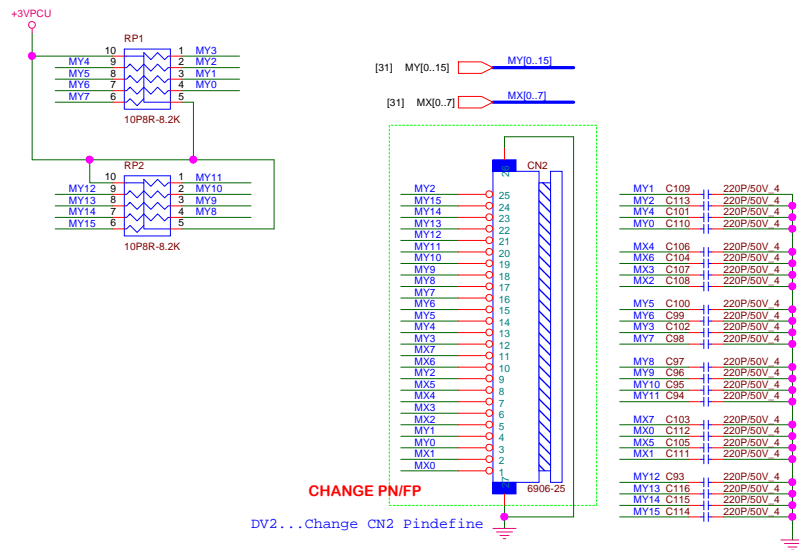 +3VPCU
RP1
10 1 MY3
MY4 9 2 MY2
MY5 8 3 MY1
MY6 7 4 MY0
MY7 6 5
10P8R-8.2K
RP2
10 1 MY11
MY12 9 2 MY10
MY13 8 3 MY9
MY14 7 4 MY8
MY15 6 5
10P8R-8.2K
[31] MY[0..15] MY[0..15]
[31] MX[0..7] MX[0..7]
CN2
26
MY2 25
MY15 24
MY14 23
MY13 22
MY12 21
MY11 20
MY10 19
MY9 18
MY8 17
MY7 16
MY6 15
MY5 14
MY4 13
MY3 12
MX7 11
MX6 10
MY2 9
MX5 8
MX4 7
MX3 6
MX2 5
MY1 4
MY0 3
MX1 2
MX0 1
27
6906-25
CHANGE PN/FP
DV2...Change CN2 Pindefine
MY1 C109 220P/50V_4
MY2 C113 220P/50V_4
MY4 C101 220P/50V_4
MY0 C110 220P/50V_4
MX4 C106 220P/50V_4
MX6 C104 220P/50V_4
MX3 C107 220P/50V_4
MX2 C108 220P/50V_4
MY5 C100 220P/50V_4
MY6 C99 220P/50V_4
MY3 C102 220P/50V_4
MY7 C98 220P/50V_4
MY8 C97 220P/50V_4
MY9 C96 220P/50V_4
MY10 C95 220P/50V_4
MY11 C94 220P/50V_4
MX7 C103 220P/50V_4
MX0 C112 220P/50V_4
MX5 C105 220P/50V_4
MX1 C111 220P/50V_4
MY12 C93 220P/50V_4
MY13 C116 220P/50V_4
MY14 C115 220P/50V_4
MY15 C114 220P/50V_4